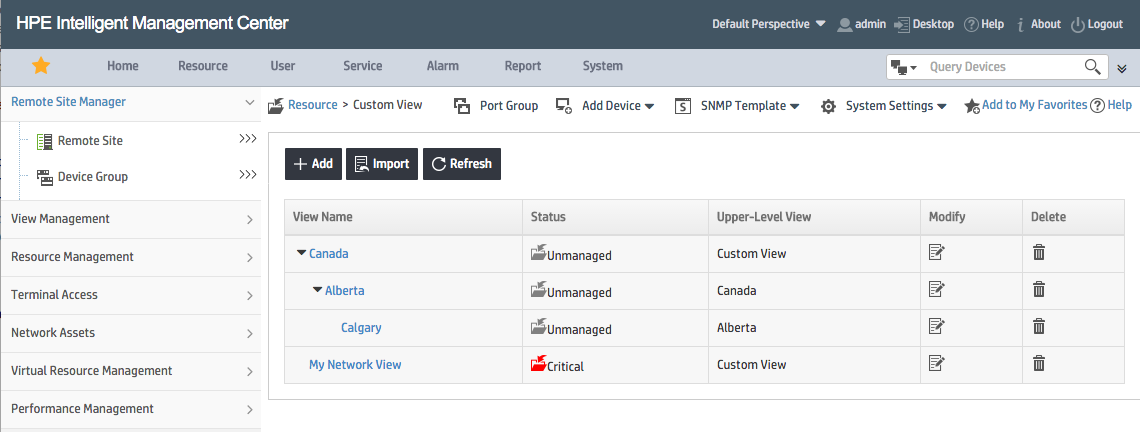 HPE Intelligent Management Center
Default Perspective admin Desktop Help About Logout
Home Resource User Service Alarm Report System Query Devices
Remote Site Manager
Remote Site
Device Group
View Management
Resource Management
Terminal Access
Network Assets
Virtual Resource Management
Performance Management
Resource > Custom View Port Group Add Device SNMP Template System Settings Add to My Favorites Help
Add Import Refresh
View Name Status Upper-Level View Modify Delete
Canada Unmanaged Custom View
Alberta Unmanaged Canada
Calgary Unmanaged Alberta
My Network View Critical Custom View